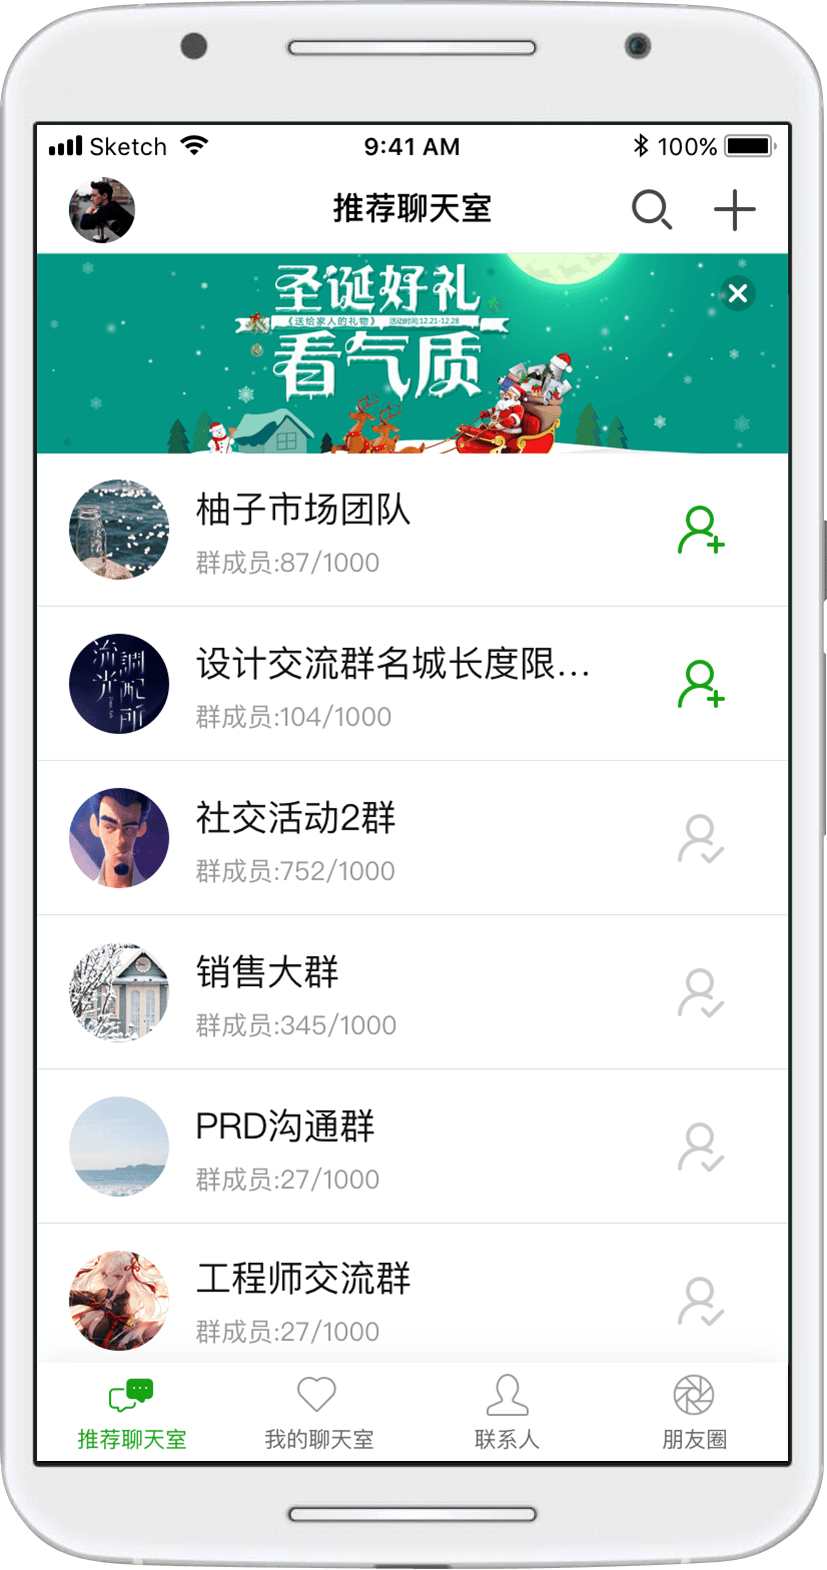 Sketch 9:41 AM 100%
推荐聊天室
圣诞好礼
《送给家人的礼物》 活动时间:12.21-12.28
看气质
柚子市场团队
群成员:87/1000
流光
調配所
设计交流群名城长度限...
群成员:104/1000
社交活动2群
群成员:752/1000
销售大群
群成员:345/1000
PRD沟通群
群成员:27/1000
工程师交流群
群成员:27/1000
推荐聊天室 我的聊天室 联系人 朋友圈